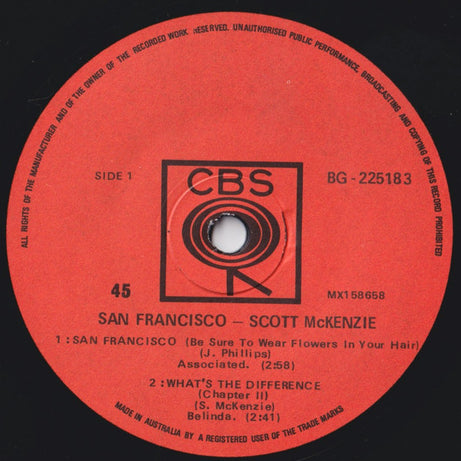 ALL RIGHTS OF THE MANUFACTURER AND OF THE OWNER OF THE RECORDED WORK RESERVED. UNAUTHORISED PUBLIC PERFORMANCE, BROADCASTING AND COPYING OF THIS RECORD PROHIBITED
SIDE 1
CBS
BG-225183
45
MX158658
SAN FRANCISCO — SCOTT McKENZIE
1 : SAN FRANCISCO (Be Sure To Wear Flowers In Your Hair)
(J. Phillips)
Associated. (2:58)
2 : WHAT'S THE DIFFERENCE
(Chapter II)
(S. McKenzie)
Belinda. (2:41)
MADE IN AUSTRALIA BY A REGISTERED USER OF THE TRADE MARKS